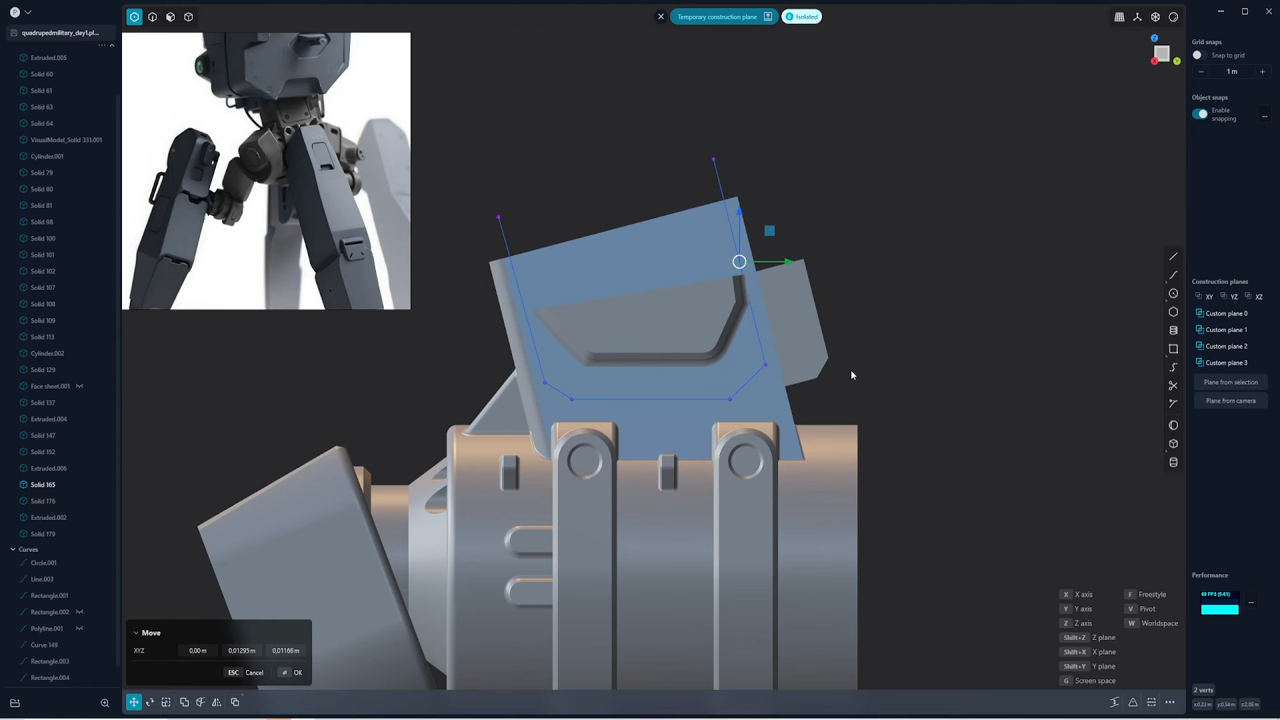 quadrupedmilitary_day1.pl...
Extruded.005
Solid 60
Solid 61
Solid 63
Solid 64
VisualModel_Solid 331.001
Cylinder.001
Solid 79
Solid 80
Solid 81
Solid 98
Solid 100
Solid 101
Solid 102
Solid 107
Solid 108
Solid 109
Solid 113
Cylinder.002
Solid 129
Face sheet.001
Solid 137
Extruded.004
Solid 147
Solid 152
Extruded.006
Solid 165
Solid 176
Extruded.002
Solid 179
Curves
Circle.001
Line.003
Rectangle.001
Rectangle.002
Polyline.001
Curve 149
Rectangle.003
Rectangle.004
Temporary construction plane
Isolated
Move
XYZ 0,00 m 0,01295 m 0,01166 m
ESC Cancel OK
X X axis F Freestyle
Y Y axis V Pivot
Z Z axis W Worldspace
Shift+Z Z plane
Shift+X X plane
Shift+Y Y plane
G Screen space
Grid snaps
Snap to grid
1 m
Object snaps
Enable
snapping
Construction planes
XY YZ XZ
Custom plane 0
Custom plane 1
Custom plane 2
Custom plane 3
Plane from selection
Plane from camera
Performance
2 verts